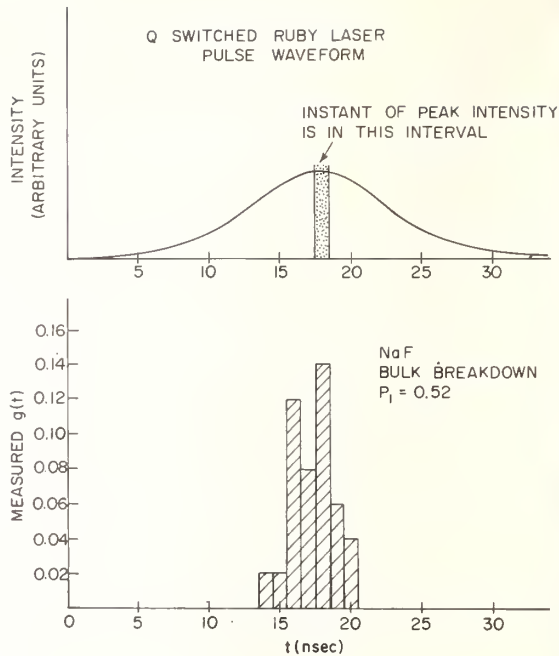 Q SWITCHED RUBY LASER
PULSE WAVEFORM
INSTANT OF PEAK INTENSITY
IS IN THIS INTERVAL
INTENSITY
(ARBITRARY UNITS)
5 10 15 20 25 30
NaF
BULK BREAKDOWN
P₁ = 0.52
MEASURED g(t)
0.16
0.14
0.12
0.10
0.08
0.06
0.04
0.02
0 5 10 15 20 25 30
t (nsec)